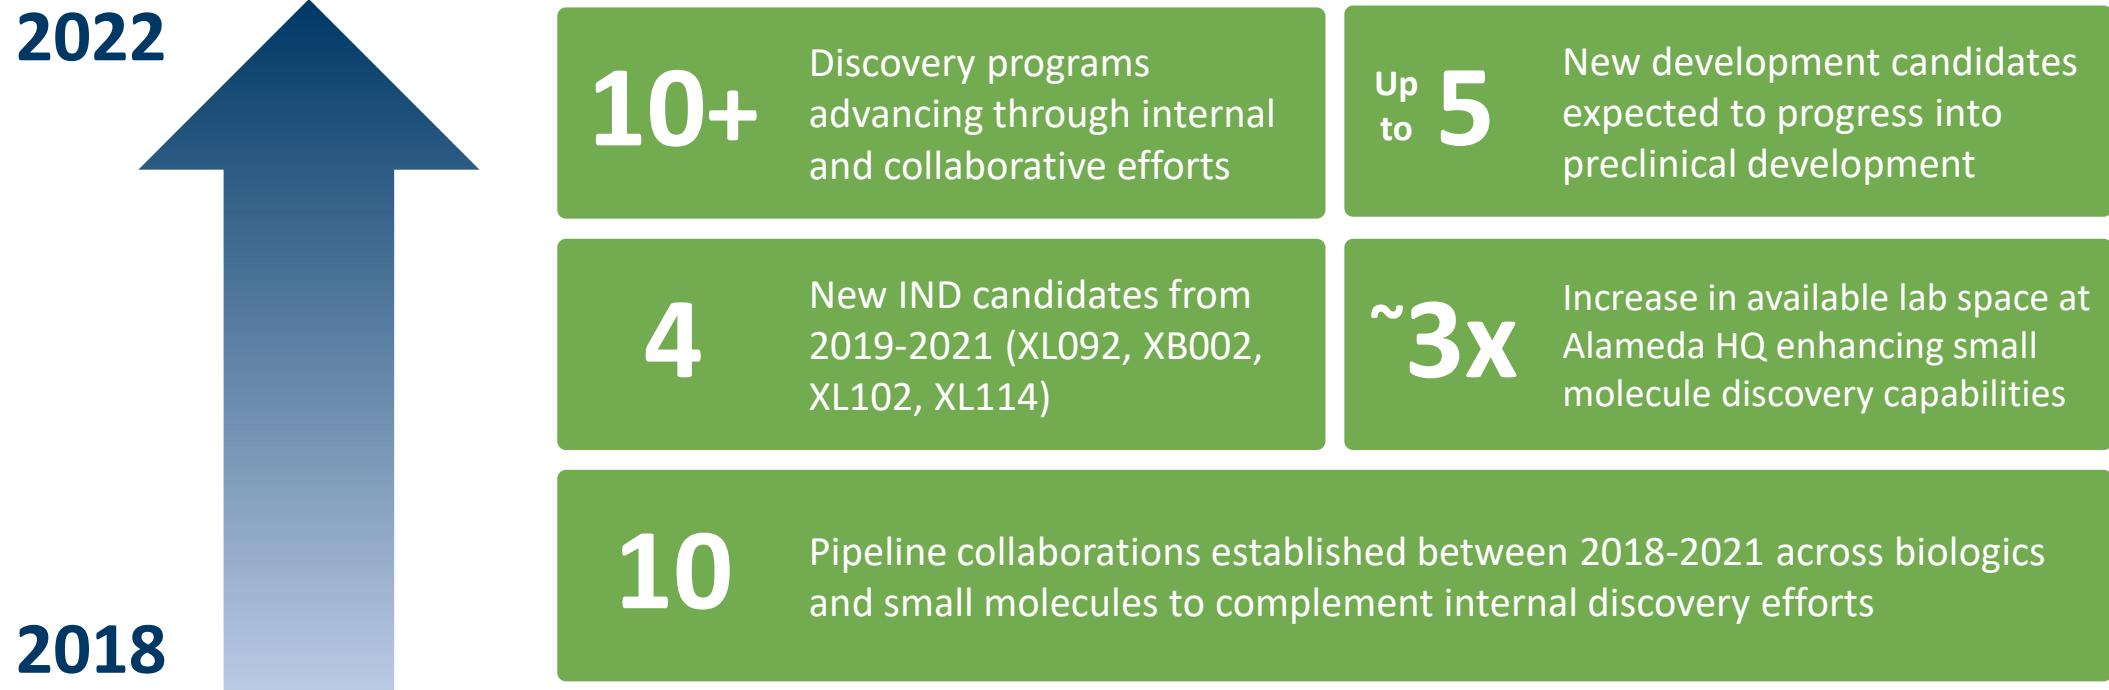 2022
10+
Discovery programs
advancing through internal
and collaborative efforts
Up
to
5
New development candidates
expected to progress into
preclinical development
4
New IND candidates from
2019-2021 (XL092, XB002,
XL102, XL114)
~3x
Increase in available lab space at
Alameda HQ enhancing small
molecule discovery capabilities
10
Pipeline collaborations established between 2018-2021 across biologics
and small molecules to complement internal discovery efforts
2018